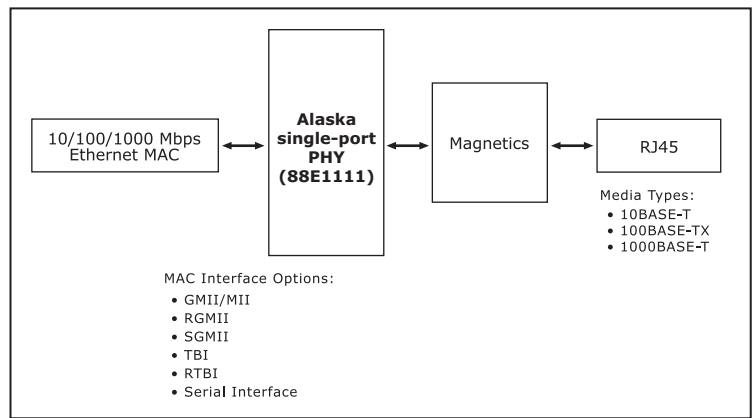 10/100/1000 Mbps
Ethernet MAC
Alaska
single-port
PHY
(88E1111)
Magnetics
RJ45
Media Types:
• 10BASE-T
• 100BASE-TX
• 1000BASE-T
MAC Interface Options:
• GMII/MII
• RGMII
• SGMII
• TBI
• RTBI
• Serial Interface